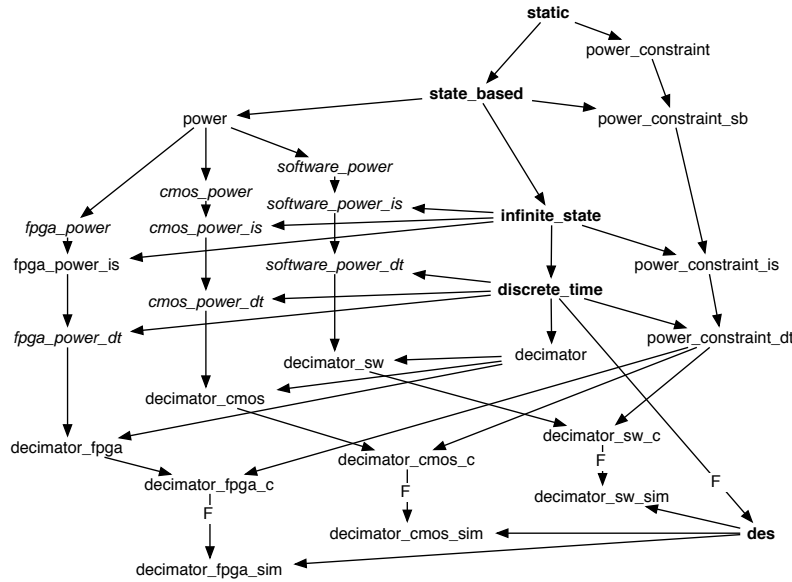 static
power_constraint
state_based
power
power_constraint_sb
software_power
cmos_power
software_power_is
infinite_state
fpga_power
cmos_power_is
fpga_power_is
software_power_dt
power_constraint_is
discrete_time
cmos_power_dt
fpga_power_dt
power_constraint_dt
decimator_sw
decimator
decimator_cmos
decimator_sw_c
decimator_fpga
decimator_cmos_c
F
decimator_fpga_c
F
F
decimator_sw_sim
F
decimator_cmos_sim
des
decimator_fpga_sim